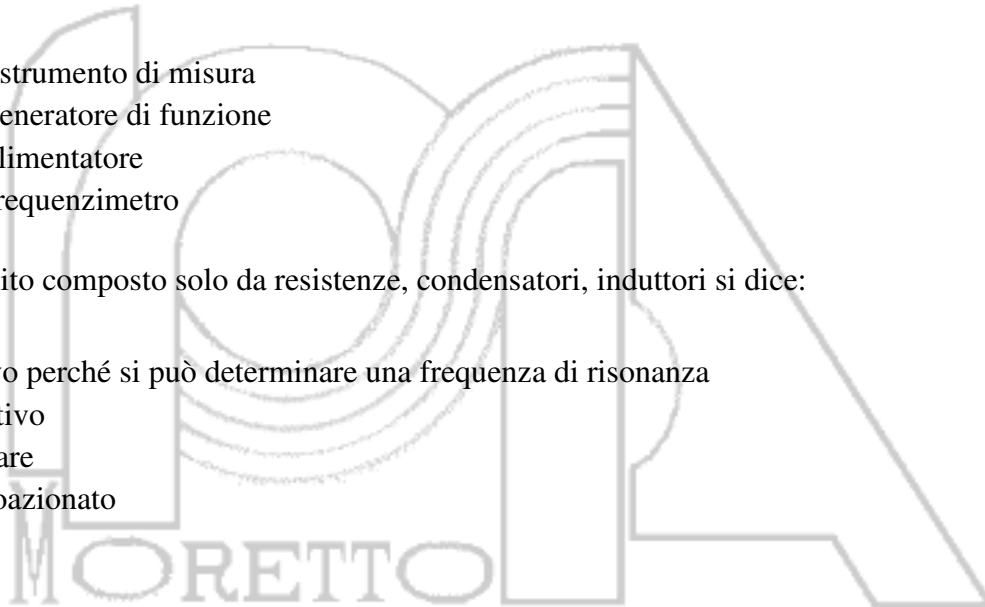 strumento di misura
eneratore di funzione
limentatore
requenzimetro
ito composto solo da resistenze, condensatori, induttori si dice:
o perché si può determinare una frequenza di risonanza
tivo
are
oazionato
MORETTO